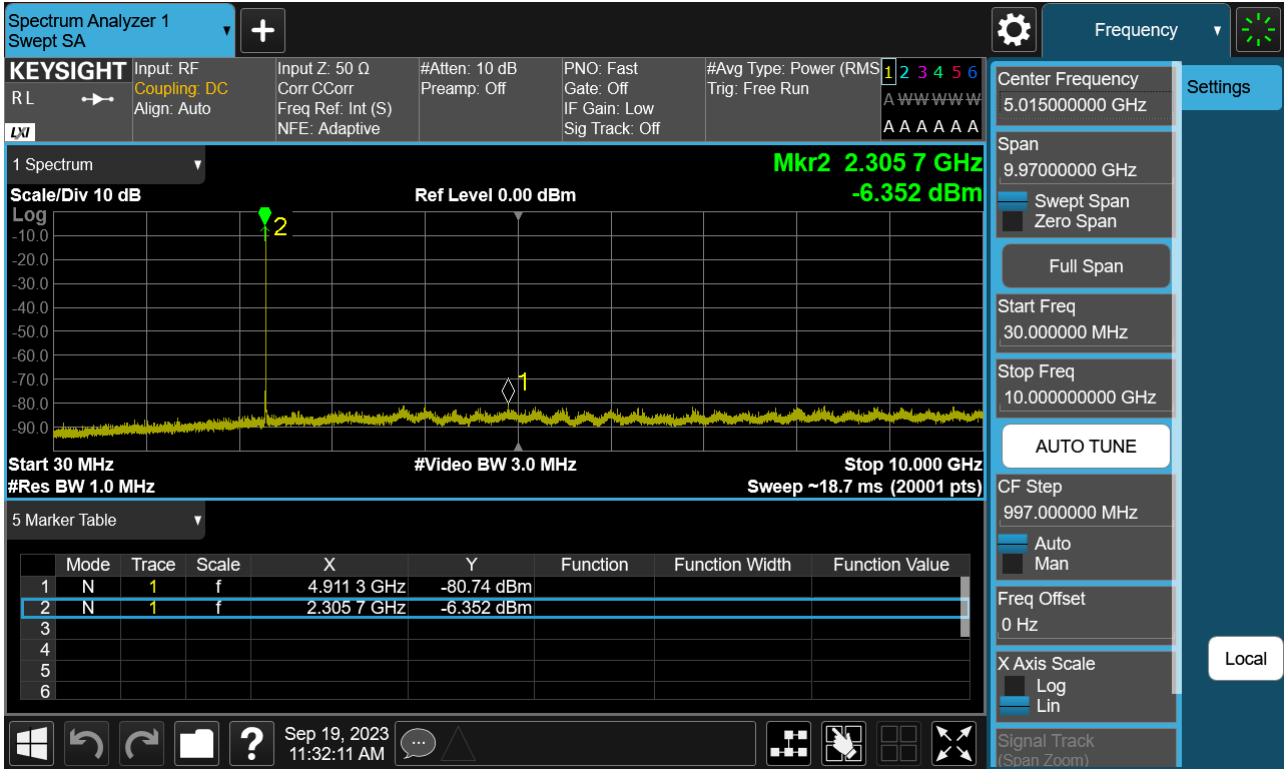 Spectrum Analyzer 1
Swept SA
Frequency
KEYSIGHT
R L
LXI
Input: RF
Coupling: DC
Align: Auto
Input Z: 50 Ω
Corr CCorr
Freq Ref: Int (S)
NFE: Adaptive
#Atten: 10 dB
Preamp: Off
PNO: Fast
Gate: Off
IF Gain: Low
Sig Track: Off
#Avg Type: Power (RMS
Trig: Free Run
1 2 3 4 5 6
A W W W W W
A A A A A A
Center Frequency
5.015000000 GHz
Settings
1 Spectrum
Mkr2 2.305 7 GHz
-6.352 dBm
Scale/Div 10 dB
Ref Level 0.00 dBm
Log
-10.0
-20.0
-30.0
-40.0
-50.0
-60.0
-70.0
-80.0
-90.0
2
1
Start 30 MHz
#Video BW 3.0 MHz
Stop 10.000 GHz
#Res BW 1.0 MHz
Sweep ~18.7 ms (20001 pts)
Span
9.97000000 GHz
Swept Span
Zero Span
Full Span
Start Freq
30.000000 MHz
Stop Freq
10.000000000 GHz
AUTO TUNE
CF Step
997.000000 MHz
Auto
Man
Freq Offset
0 Hz
X Axis Scale
Log
Lin
Signal Track
(Span Zoom)
Local
5 Marker Table
Mode Trace Scale X Y Function Function Width Function Value
1 N 1 f 4.911 3 GHz -80.74 dBm
2 N 1 f 2.305 7 GHz -6.352 dBm
3
4
5
6
?
Sep 19, 2023
11:32:11 AM